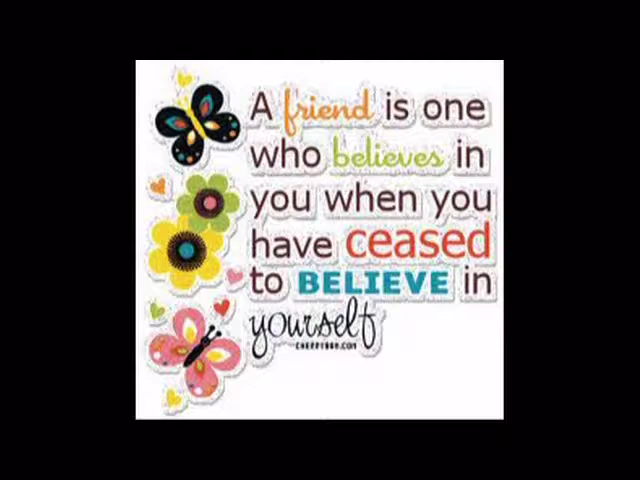 A friend is one
who believes in
you when you
have ceased
to BELIEVE in
yourself